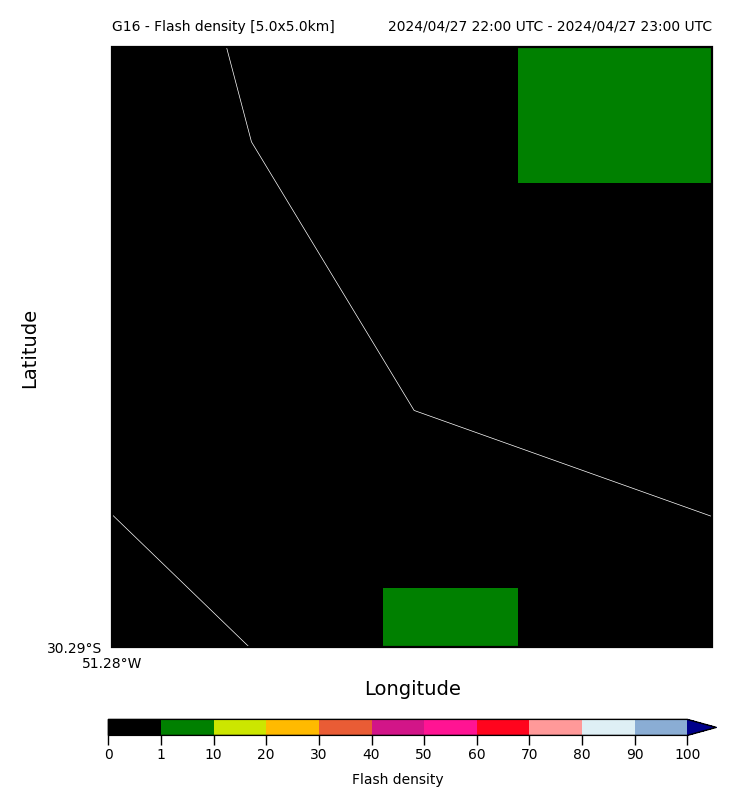 G16 - Flash density [5.0x5.0km] 2024/04/27 22:00 UTC - 2024/04/27 23:00 UTC
Latitude
30.29°S
51.28°W
Longitude
0 1 10 20 30 40 50 60 70 80 90 100
Flash density